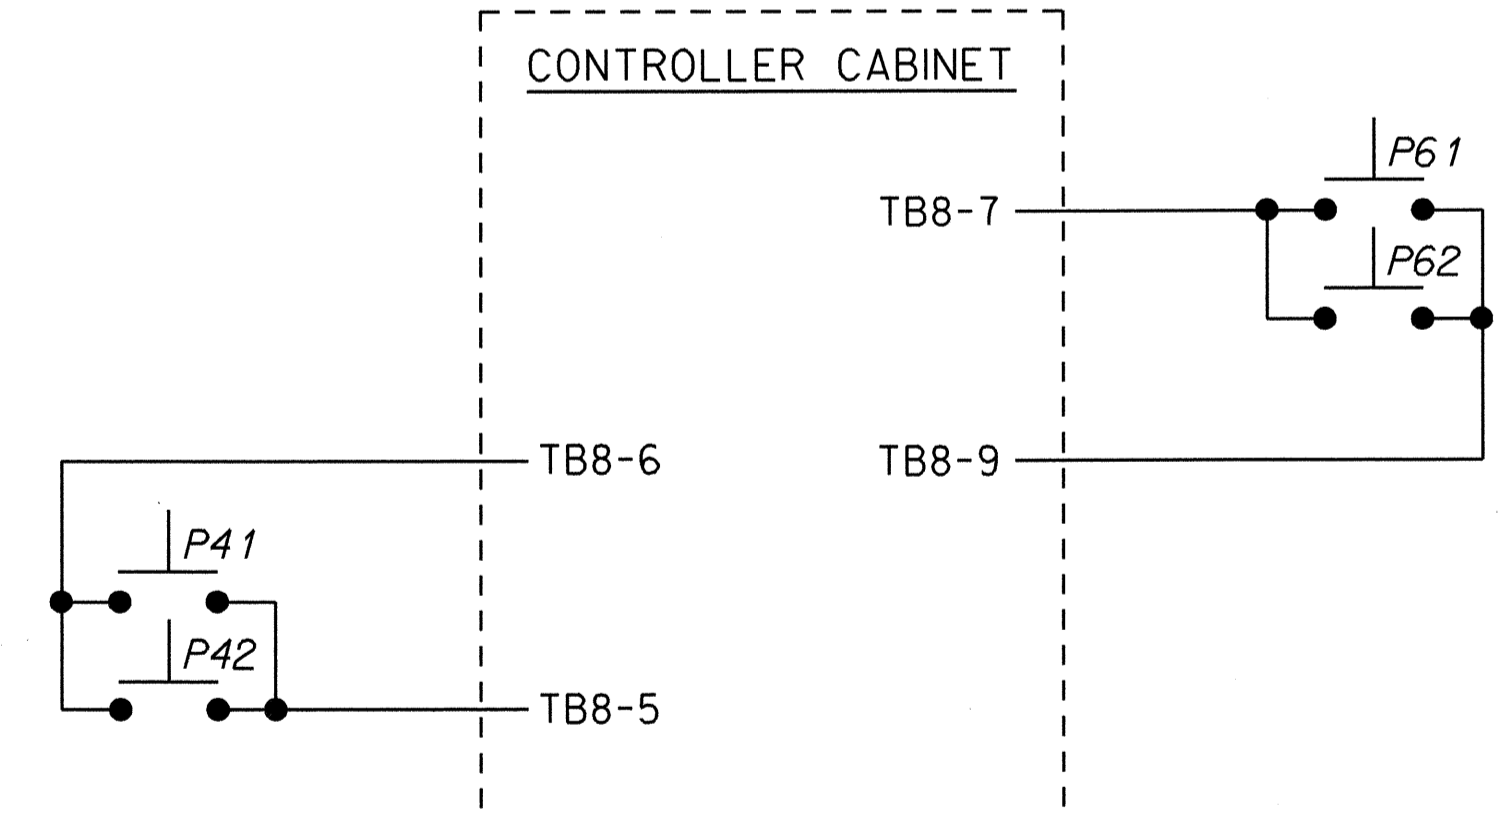 CONTROLLER CABINET
P61
TB8-7
P62
TB8-6
TB8-9
P41
P42
TB8-5